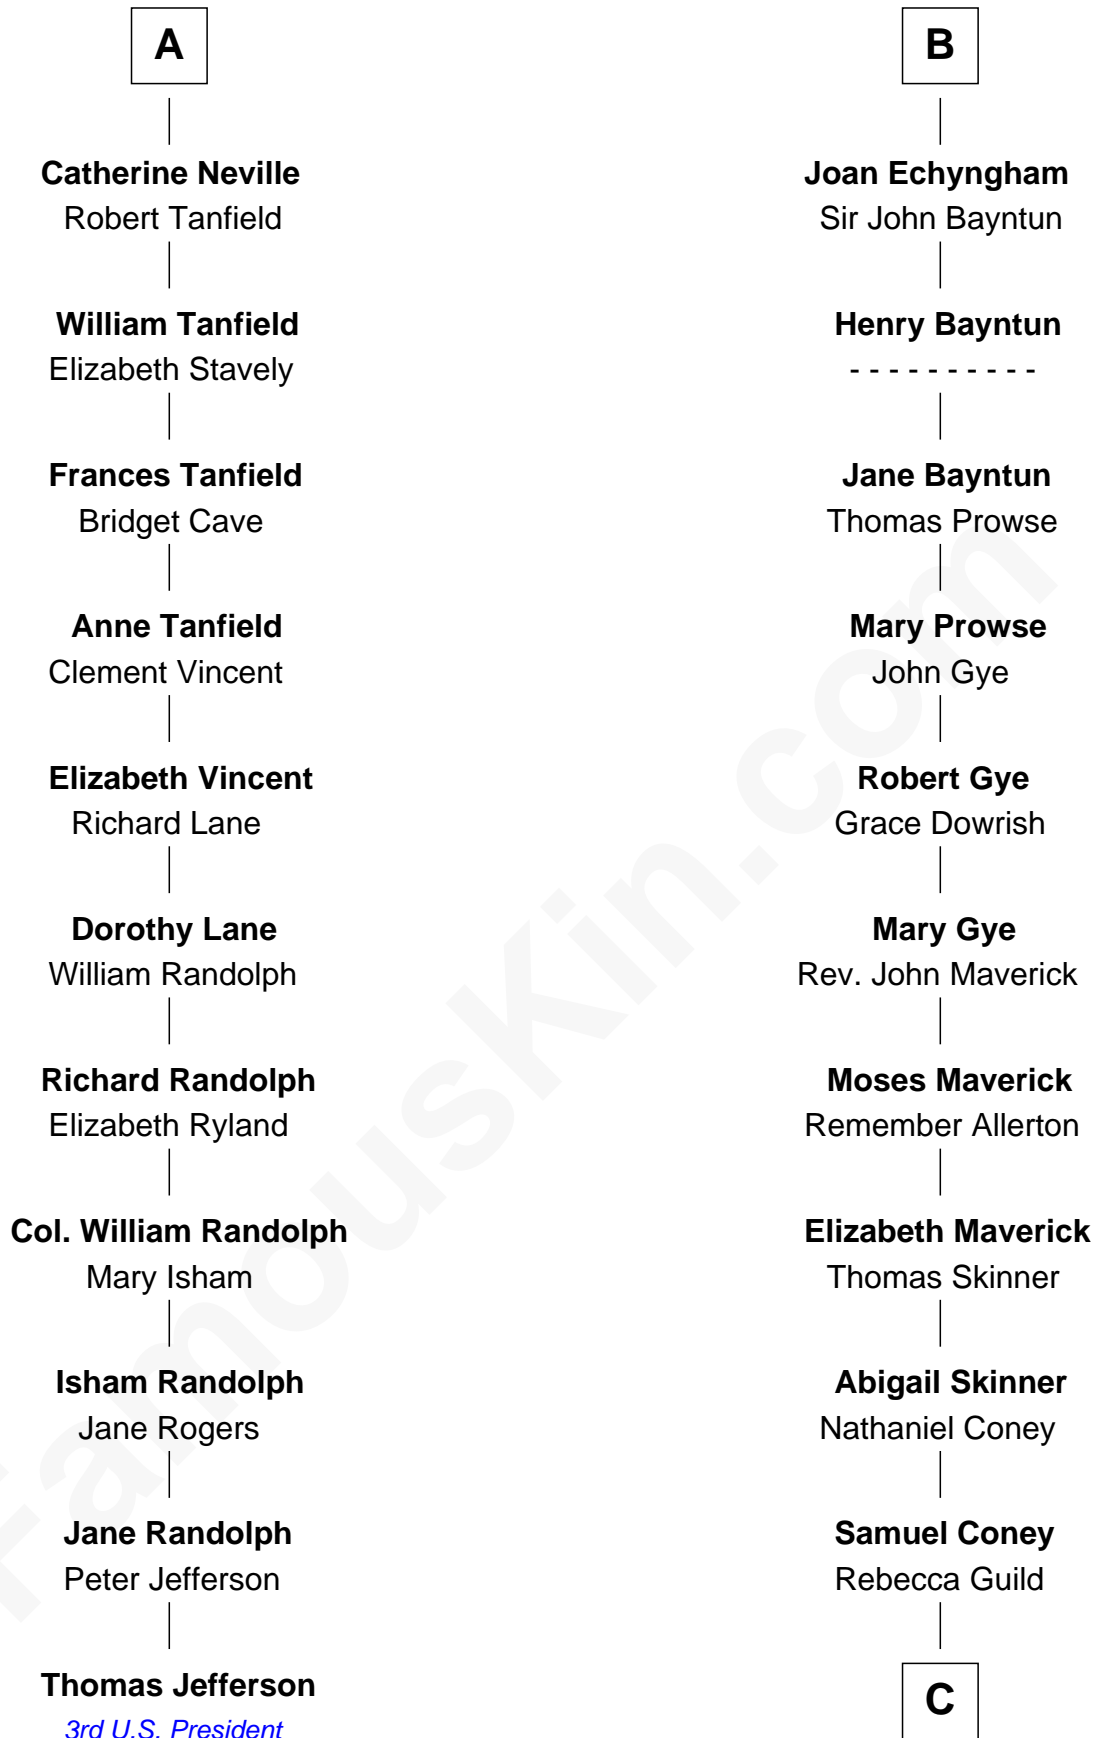 A
Catherine Neville
Robert Tanfield
William Tanfield
Elizabeth Stavely
Frances Tanfield
Bridget Cave
Anne Tanfield
Clement Vincent
Elizabeth Vincent
Richard Lane
Dorothy Lane
William Randolph
Richard Randolph
Elizabeth Ryland
Col. William Randolph
Mary Isham
Isham Randolph
Jane Rogers
Jane Randolph
Peter Jefferson
Thomas Jefferson
3rd U.S. President
B
Joan Echyngham
Sir John Bayntun
Henry Bayntun
- - - - - - - - - -
Jane Bayntun
Thomas Prowse
Mary Prowse
John Gye
Robert Gye
Grace Dowrish
Mary Gye
Rev. John Maverick
Moses Maverick
Remember Allerton
Elizabeth Maverick
Thomas Skinner
Abigail Skinner
Nathaniel Coney
Samuel Coney
Rebecca Guild
C
FamousKin.com